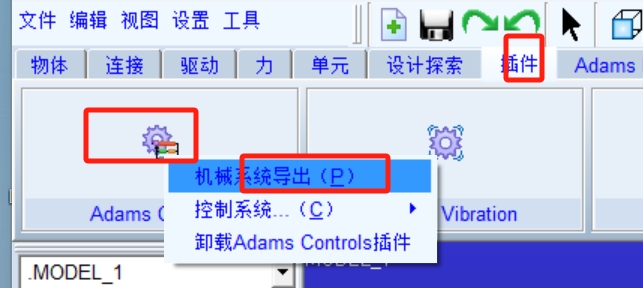 文件 编辑 视图 设置 工具
物体 连接 驱动 力 单元 设计探索 插件 Adams
机械系统导出（P）
控制系统...（C）
Adams C Vibration
卸载Adams Controls插件
.MODEL_1
MODEL_1